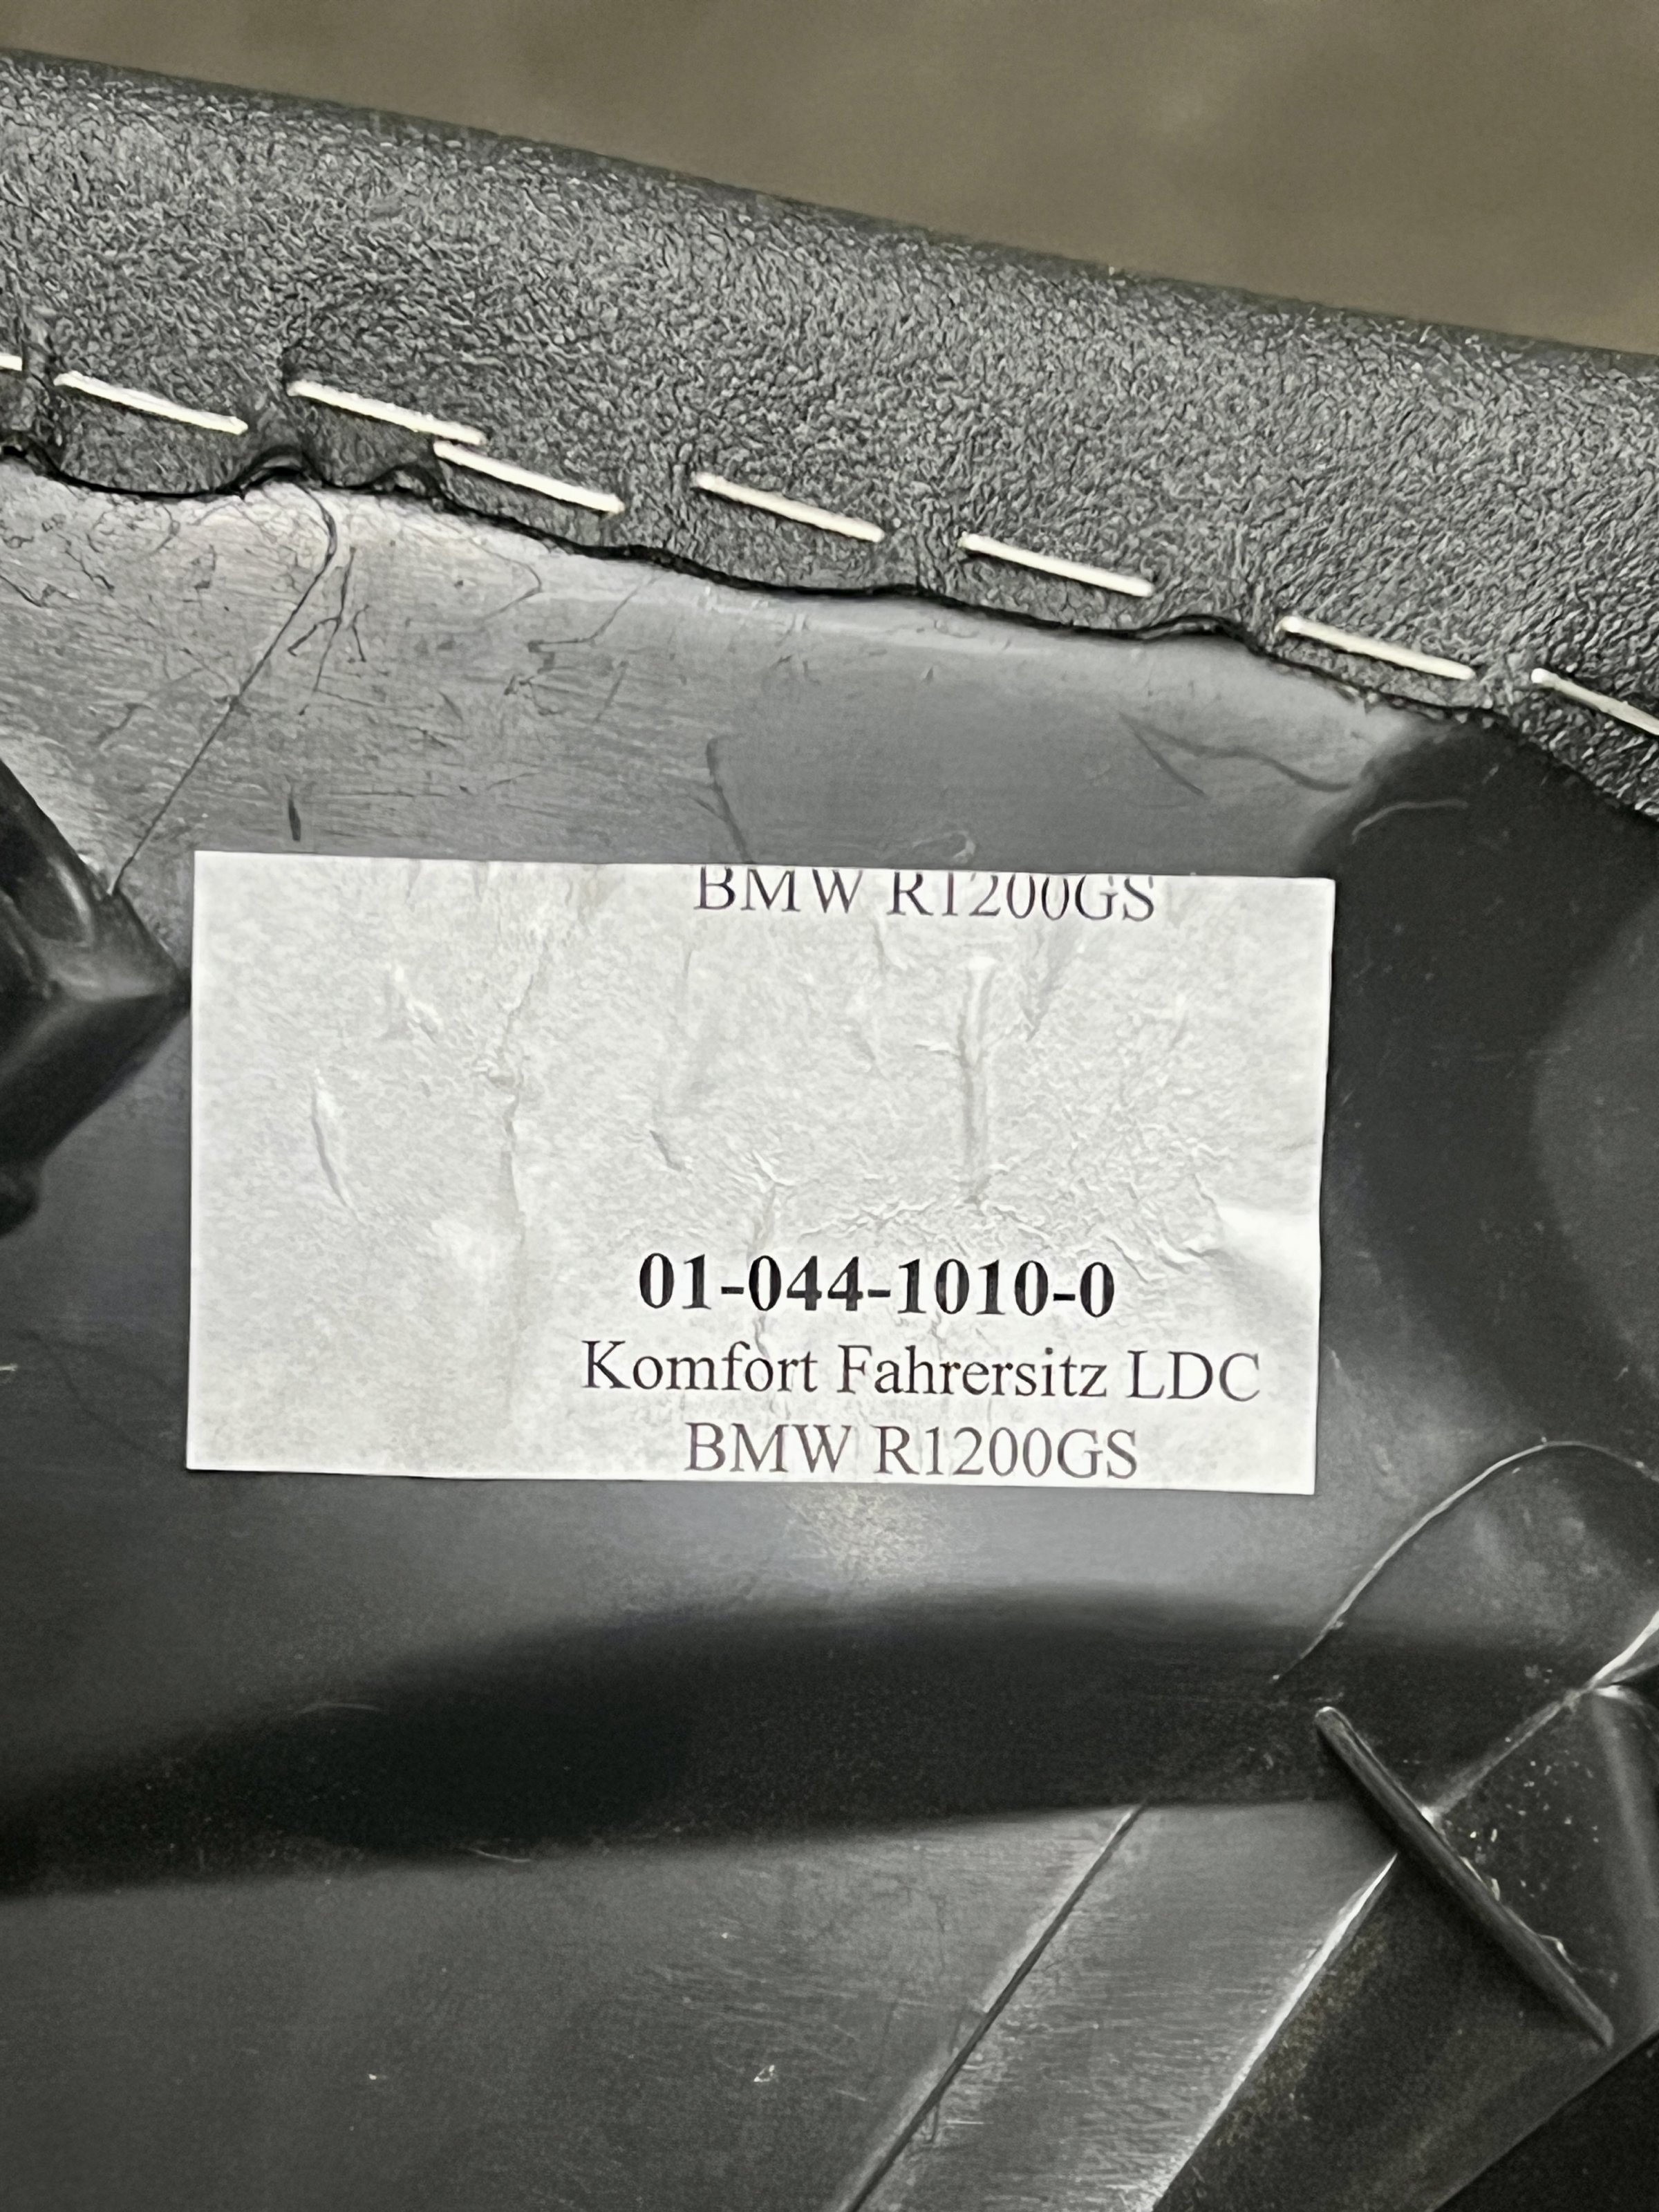 BMW R1200GS
01-044-1010-0
Komfort Fahrersitz LDC
BMW R1200GS